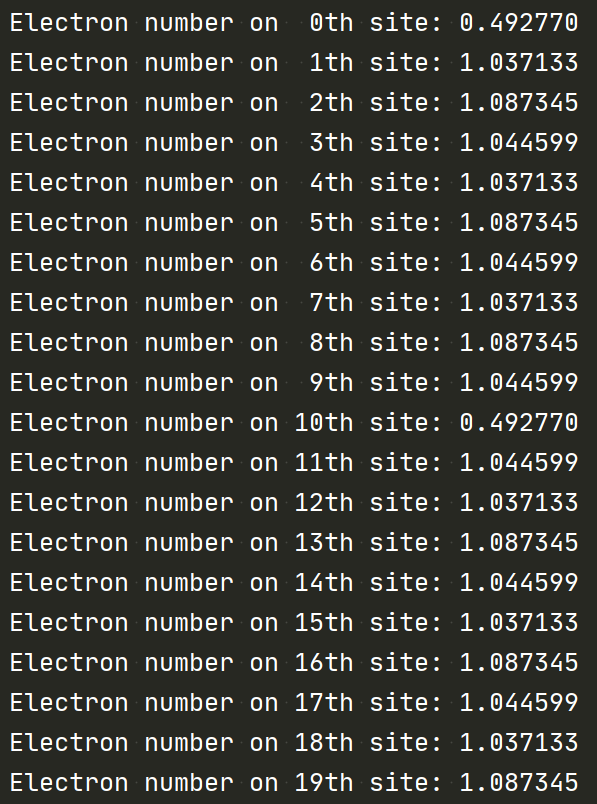 Electron number on   0th site: 0.492770
Electron number on   1th site: 1.037133
Electron number on   2th site: 1.087345
Electron number on   3th site: 1.044599
Electron number on   4th site: 1.037133
Electron number on   5th site: 1.087345
Electron number on   6th site: 1.044599
Electron number on   7th site: 1.037133
Electron number on   8th site: 1.087345
Electron number on   9th site: 1.044599
Electron number on 10th site: 0.492770
Electron number on 11th site: 1.044599
Electron number on 12th site: 1.037133
Electron number on 13th site: 1.087345
Electron number on 14th site: 1.044599
Electron number on 15th site: 1.037133
Electron number on 16th site: 1.087345
Electron number on 17th site: 1.044599
Electron number on 18th site: 1.037133
Electron number on 19th site: 1.087345